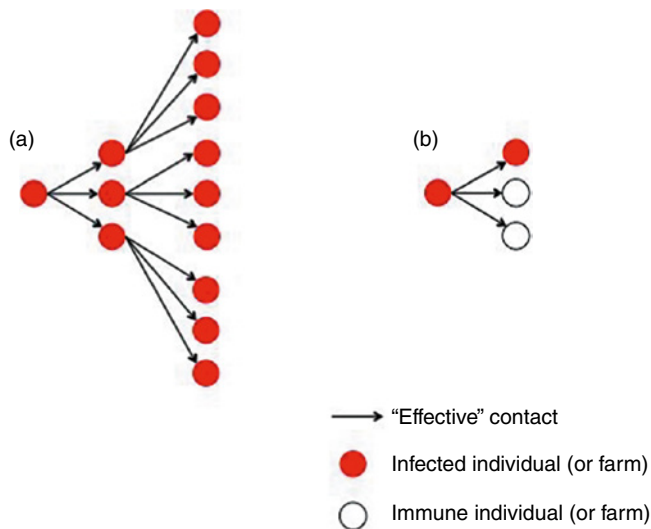 (a)
(b)
“Effective” contact
Infected individual (or farm)
Immune individual (or farm)